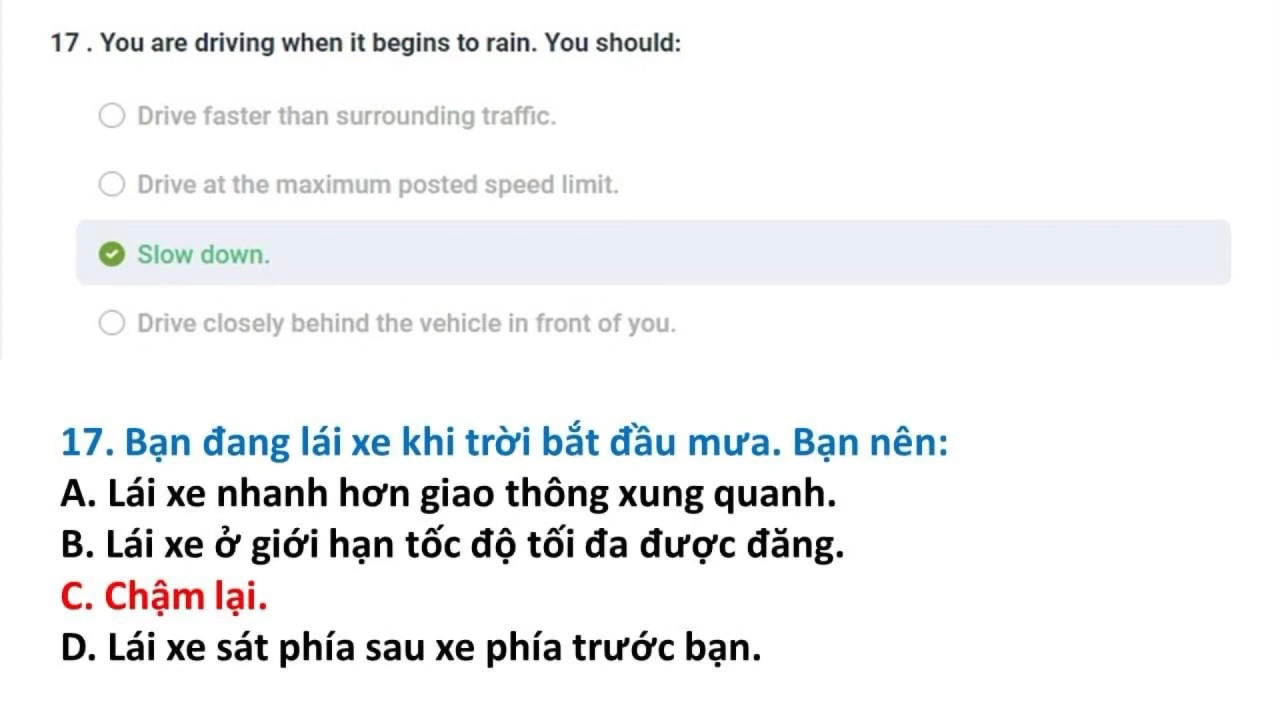 17 . You are driving when it begins to rain. You should:
Drive faster than surrounding traffic.
Drive at the maximum posted speed limit.
Slow down.
Drive closely behind the vehicle in front of you.
17. Bạn đang lái xe khi trời bắt đầu mưa. Bạn nên:
A. Lái xe nhanh hơn giao thông xung quanh.
B. Lái xe ở giới hạn tốc độ tối đa được đăng.
C. Chậm lại.
D. Lái xe sát phía sau xe phía trước bạn.